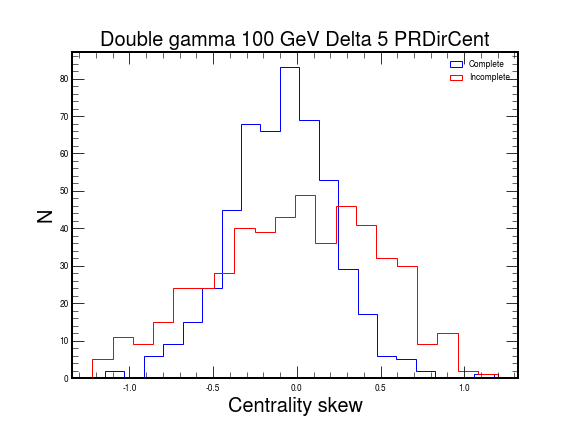 Double gamma 100 GeV Delta 5 PRDirCent
Complete
Incomplete
80
70
60
50
40
30
20
10
0
N
-1.0 -0.5 0.0 0.5 1.0
Centrality skew